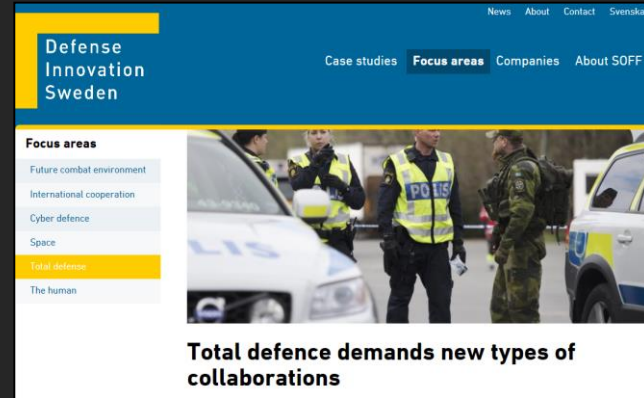 News About Contact Svenska
Defense
Innovation
Sweden
Case studies Focus areas Companies About SOFF
Focus areas
Future combat environment
International cooperation
Cyber defence
Space
Total defense
The human
POLIS
LIS
Total defence demands new types of
collaborations